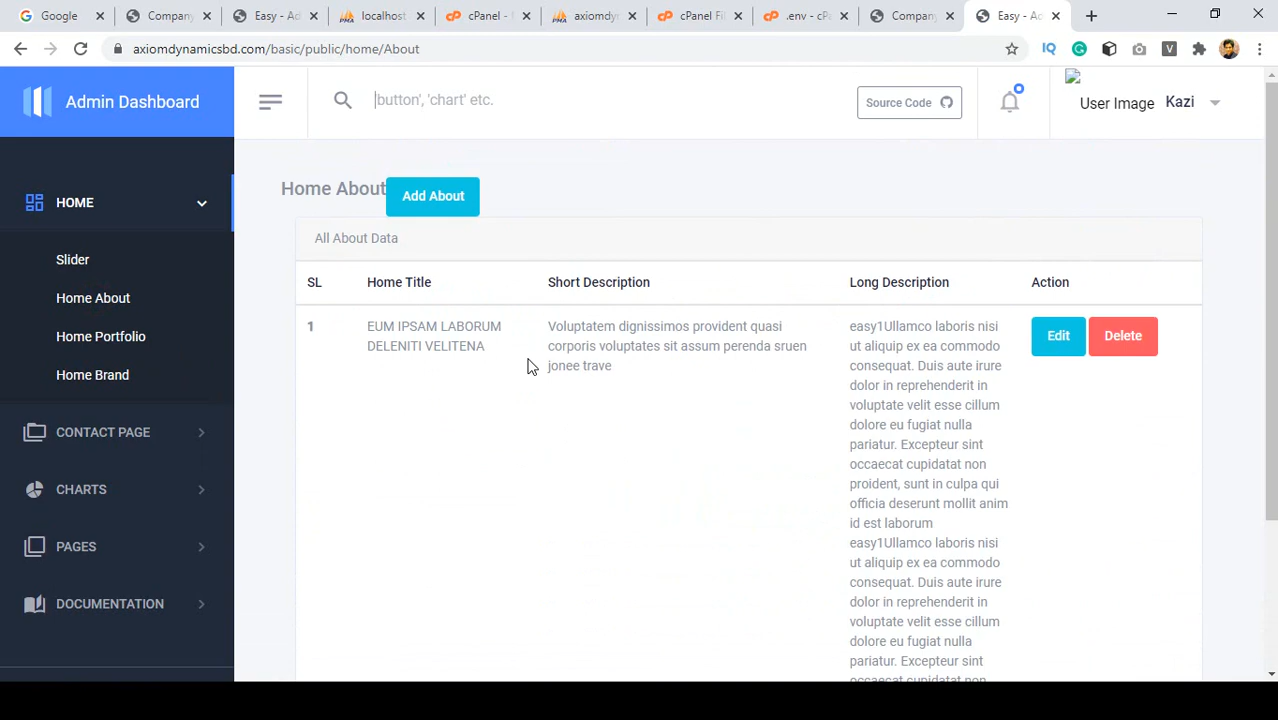 Google
Company
Easy - Ad
localhost
cPanel -
axiomdyn
cPanel Fil
.env - cPa
Company
Easy - Ad
axiomdynamicsbd.com/basic/public/home/About
Admin Dashboard
button', 'chart' etc.
Source Code
User Image
Kazi
HOME
Slider
Home About
Home Portfolio
Home Brand
CONTACT PAGE
CHARTS
PAGES
DOCUMENTATION
Home About
Add About
All About Data
SL Home Title Short Description Long Description Action
1
EUM IPSAM LABORUM
DELENITI VELITENA
Voluptatem dignissimos provident quasi
corporis voluptates sit assum perenda sruen
jonee trave
easy1Ullamco laboris nisi
ut aliquip ex ea commodo
consequat. Duis aute irure
dolor in reprehenderit in
voluptate velit esse cillum
dolore eu fugiat nulla
pariatur. Excepteur sint
occaecat cupidatat non
proident, sunt in culpa qui
officia deserunt mollit anim
id est laborum
easy1Ullamco laboris nisi
ut aliquip ex ea commodo
consequat. Duis aute irure
dolor in reprehenderit in
voluptate velit esse cillum
dolore eu fugiat nulla
pariatur. Excepteur sint
occaecat cupidatat non
Edit
Delete